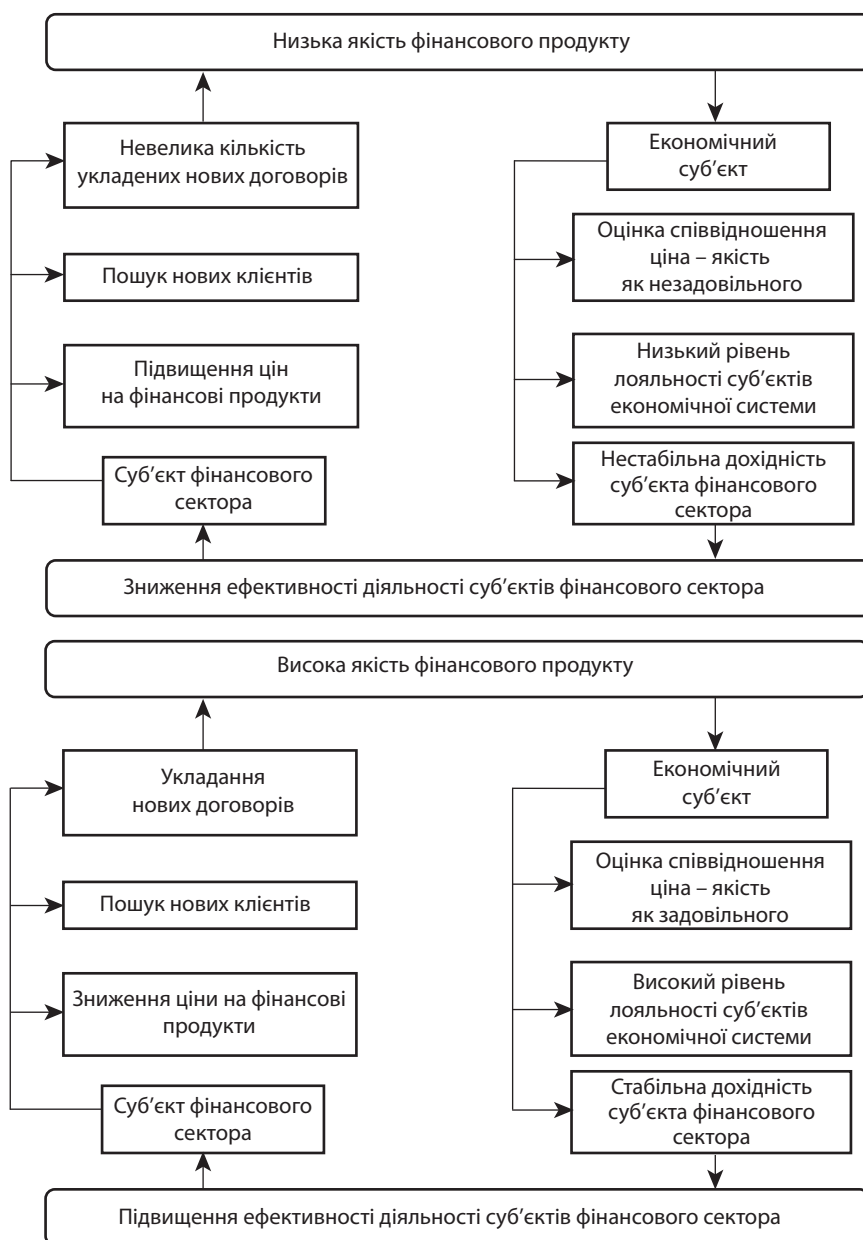 Низька якість фінансового продукту
Невелика кількість
укладених нових договорів
Пошук нових клієнтів
Підвищення цін
на фінансові продукти
Суб’єкт фінансового
сектора
Економічний
суб’єкт
Оцінка співвідношення
ціна – якість
як незадовільного
Низький рівень
лояльності суб’єктів
економічної системи
Нестабільна дохідність
суб’єкта фінансового
сектора
Зниження ефективності діяльності суб’єктів фінансового сектора
Висока якість фінансового продукту
Укладання
нових договорів
Пошук нових клієнтів
Зниження ціни на фінансові
продукти
Суб’єкт фінансового
сектора
Економічний
суб’єкт
Оцінка співвідношення
ціна – якість
як задовільного
Високий рівень
лояльності суб’єктів
економічної системи
Стабільна дохідність
суб’єкта фінансового
сектора
Підвищення ефективності діяльності суб’єктів фінансового сектора